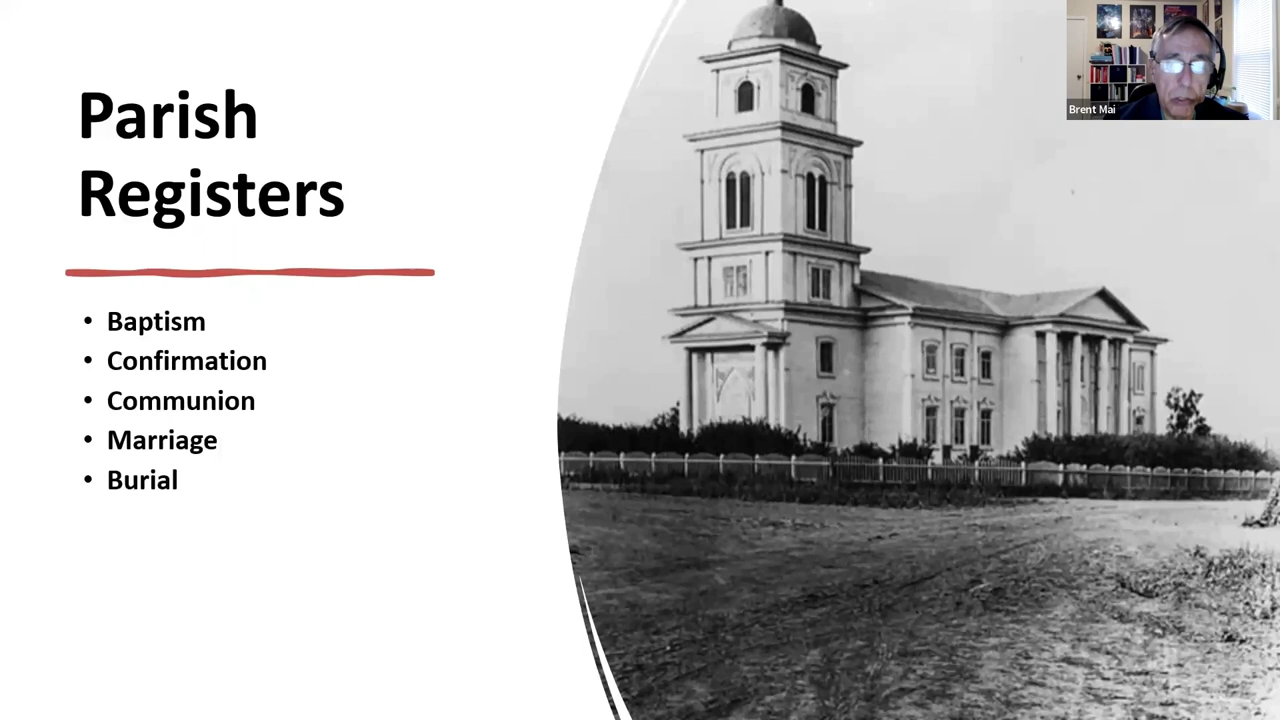 Parish
Registers
• Baptism
• Confirmation
• Communion
• Marriage
• Burial
Brent Mai